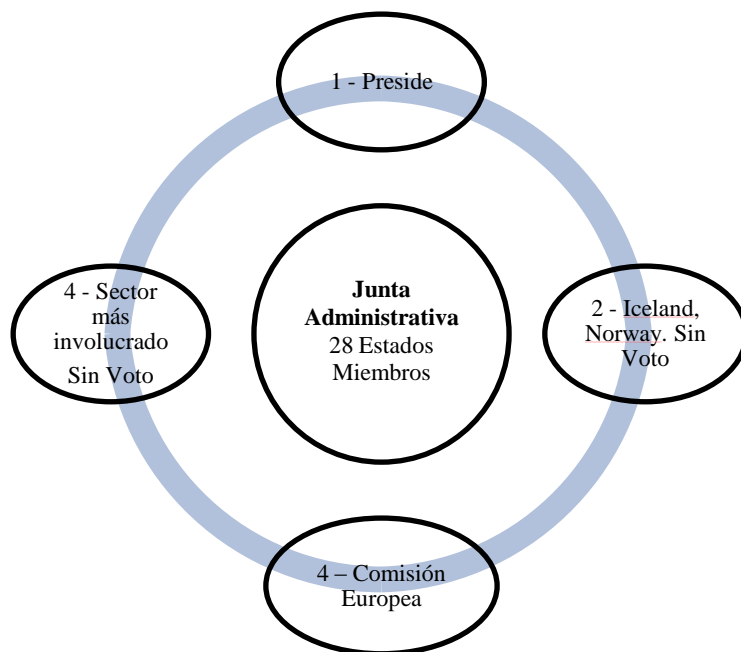 1 - Preside
4 - Sector
más
involucrado
Sin Voto
Junta
Administrativa
28 Estados
Miembros
2 - Iceland,
Norway. Sin
Voto
4 – Comisión
Europea